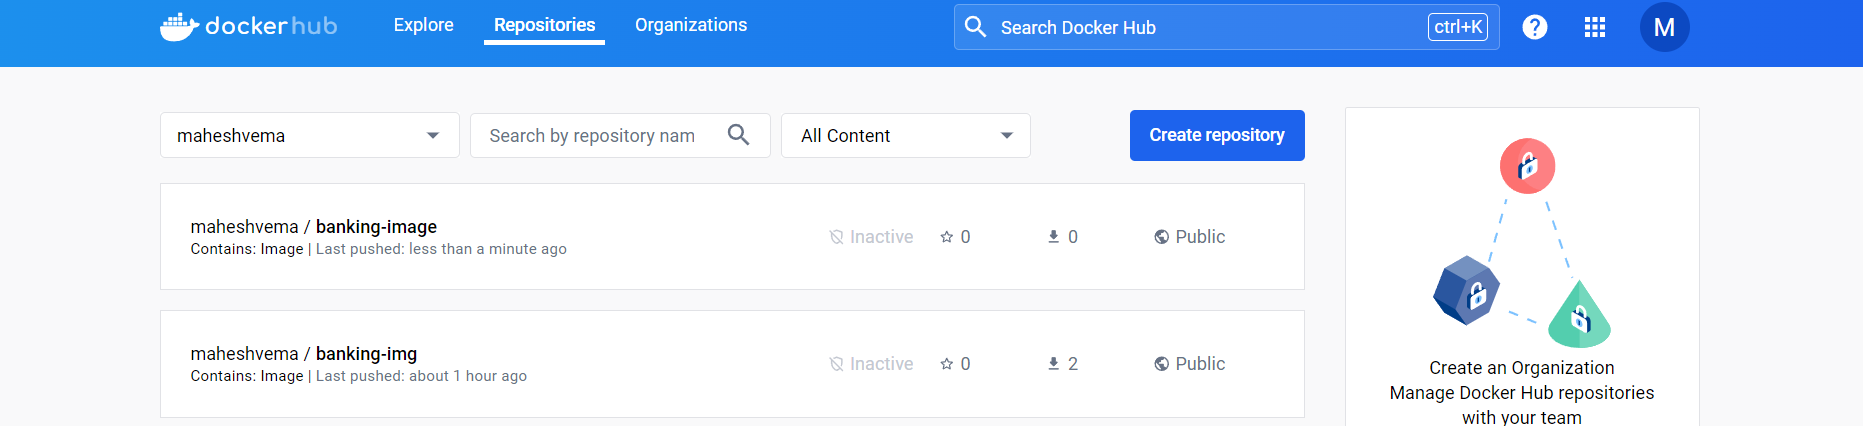 docker hub Explore Repositories Organizations Search Docker Hub ctrl+K ? M
maheshvema Search by repository nam All Content Create repository
maheshvema / banking-image Inactive 0 0 Public
Contains: Image | Last pushed: less than a minute ago
maheshvema / banking-img Inactive 0 2 Public
Contains: Image | Last pushed: about 1 hour ago
Create an Organization
Manage Docker Hub repositories
with your team